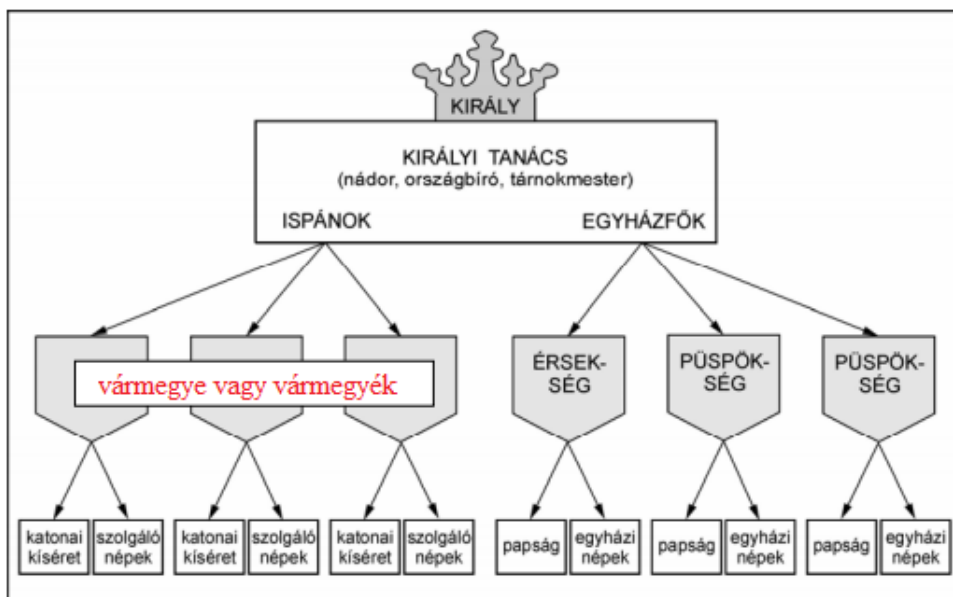 KIRÁLY
KIRÁLYI TANÁCS
(nádor, országbíró, tárnokmester)
ISPÁNOK EGYHÁZFŐK
vármegye vagy vármegyék
ÉRSEK-
SÉG
PÜSPÖK-
SÉG
PÜSPÖK-
SÉG
katonai
kíséret
szolgáló
népek
katonai
kíséret
szolgáló
népek
katonai
kíséret
szolgáló
népek
papság
egyházi
népek
papság
egyházi
népek
papság
egyházi
népek